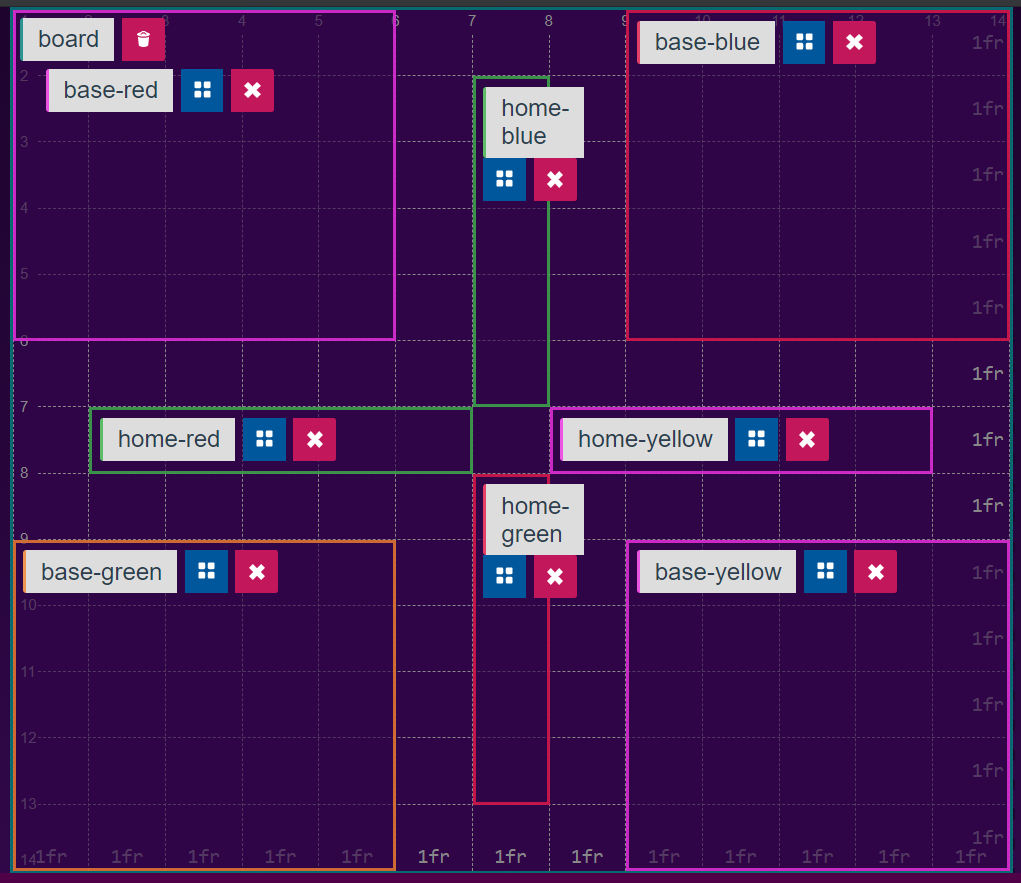 4 5 6 7 8 9 10 11 12 13 14
board
base-blue
1fr
2
base-red
home-
blue
1fr
3
1fr
4
1fr
5
1fr
6
1fr
7
home-red
home-yellow
1fr
8
home-
green
1fr
9
base-green
base-yellow
1fr
10
1fr
11
1fr
12
1fr
13
1fr
14 1fr 1fr 1fr 1fr 1fr 1fr 1fr 1fr 1fr 1fr 1fr 1fr 1fr